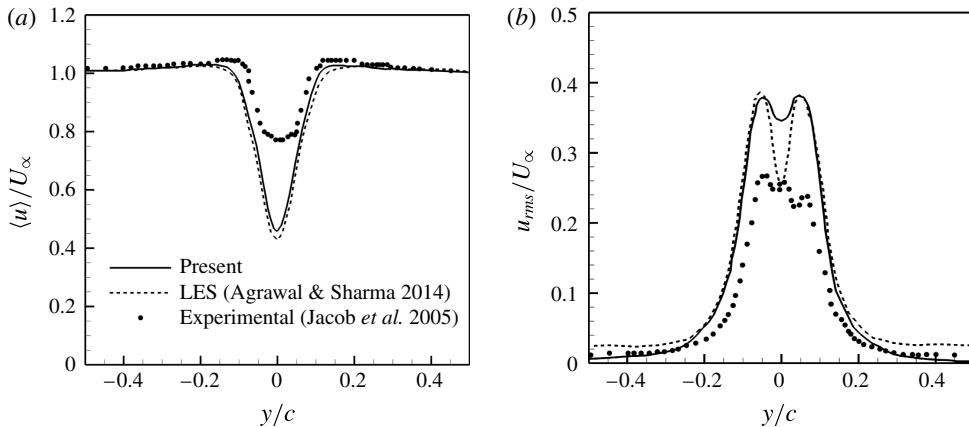 (a)
1.2
1.0
0.8
0.6
0.4
0.2
0
⟨u⟩/U∝
Present
LES (Agrawal & Sharma 2014)
Experimental (Jacob et al. 2005)
−0.4
−0.2
0
0.2
0.4
y/c
(b)
0.5
0.4
0.3
0.2
0.1
0
u_rms/U∝
−0.4
−0.2
0
0.2
0.4
y/c